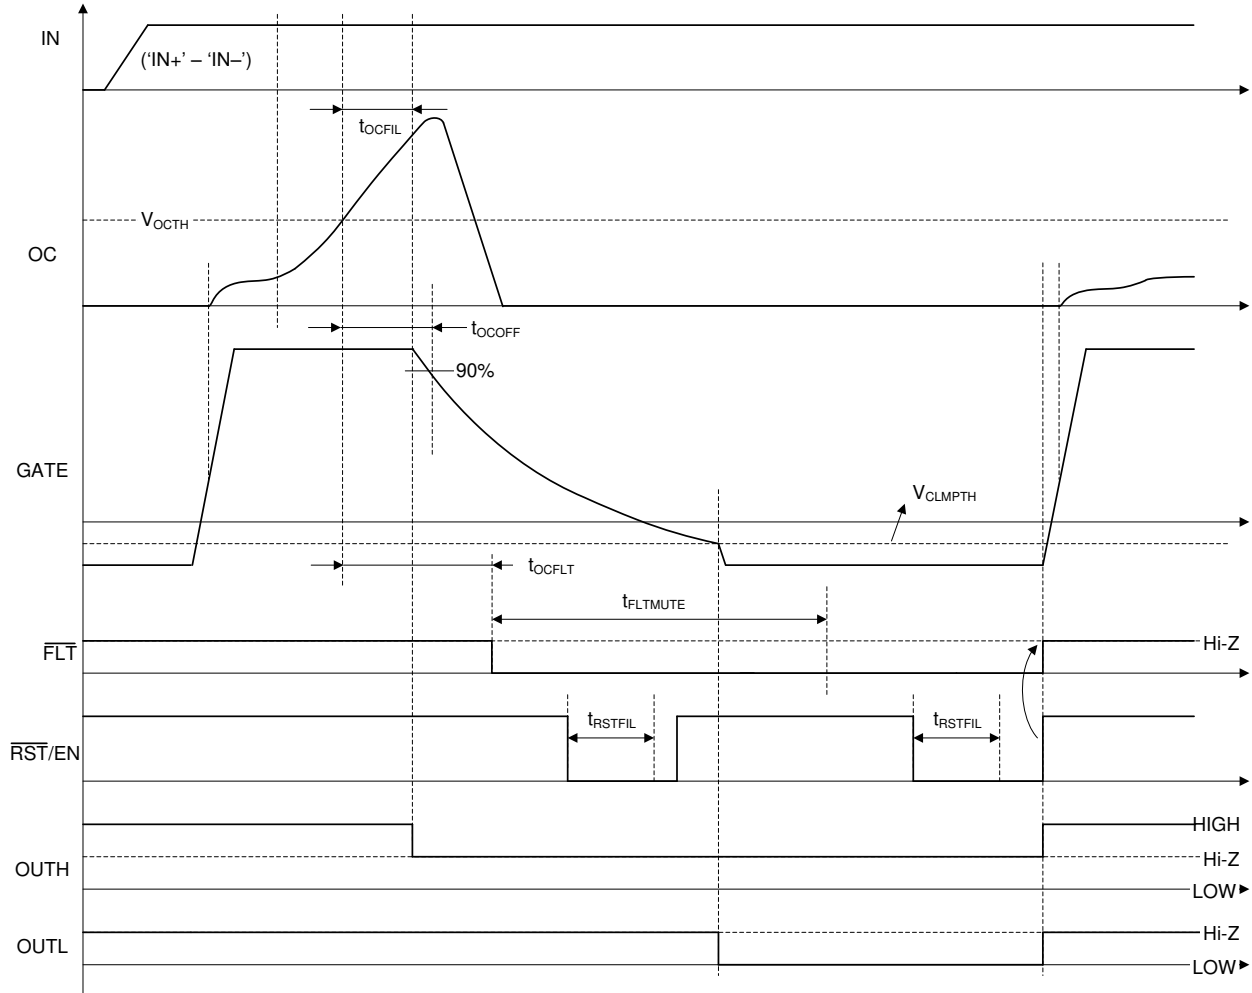 IN
('IN+' – 'IN–')
tOCFIL
VOCTH
OC
tOCOFF
90%
GATE
VCLMPTH
tOCFLT
tFLTMUTE
FLT
Hi-Z
tRSTFIL
tRSTFIL
RST/EN
HIGH
OUTH
Hi-Z
LOW
OUTL
Hi-Z
LOW